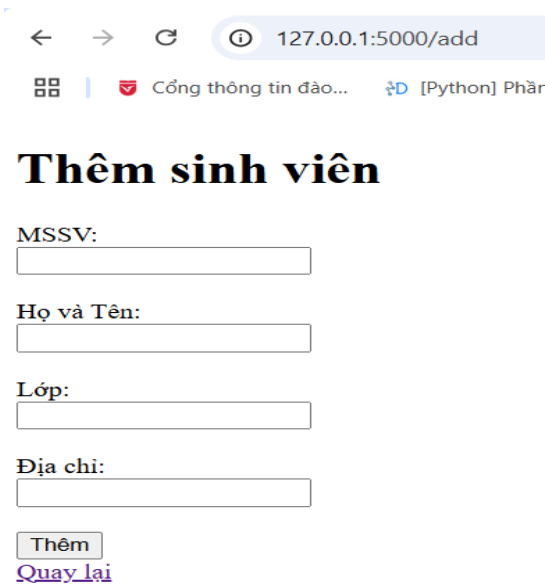 127.0.0.1:5000/add
Cổng thông tin đào... [Python] Phần
Thêm sinh viên
MSSV:
Họ và Tên:
Lớp:
Địa chỉ:
Thêm
Quay lại